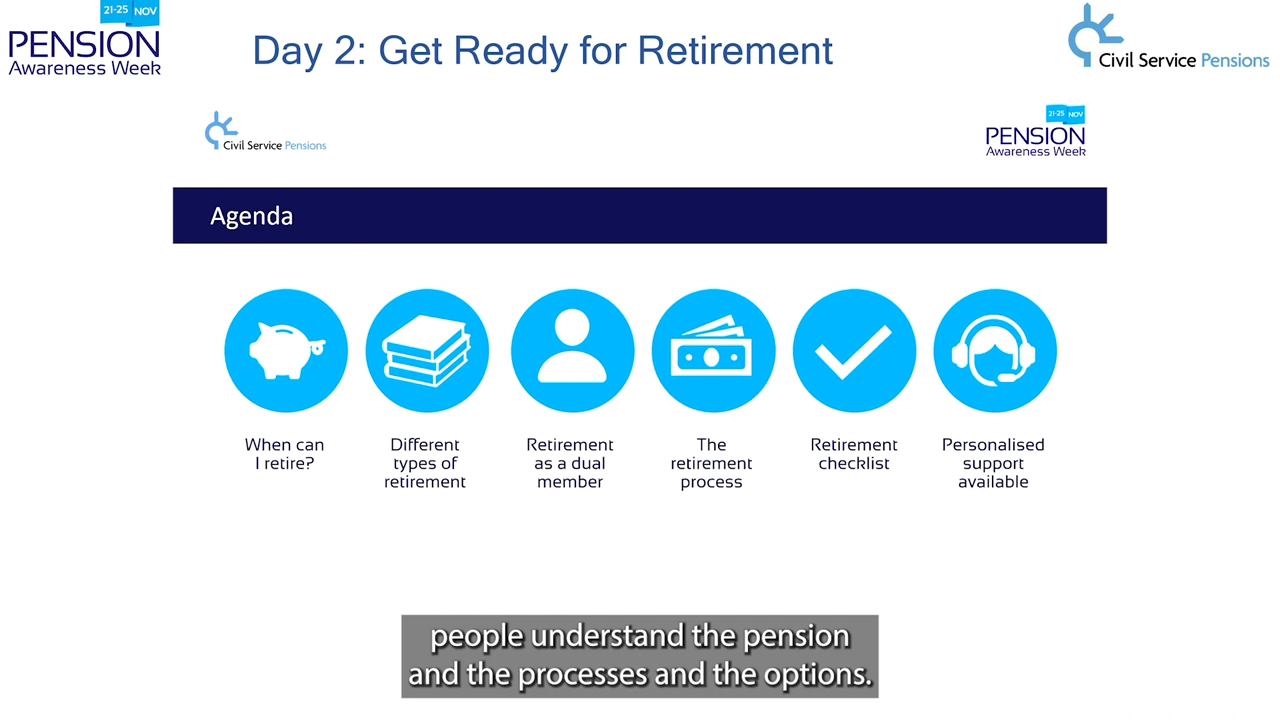 21-25 NOV
PENSION
Awareness Week
Day 2: Get Ready for Retirement
Civil Service Pensions
Civil Service Pensions
21-25 NOV
PENSION
Awareness Week
Agenda
When can
I retire?
Different
types of
retirement
Retirement
as a dual
member
The
retirement
process
Retirement
checklist
Personalised
support
available
people understand the pension
and the processes and the options.